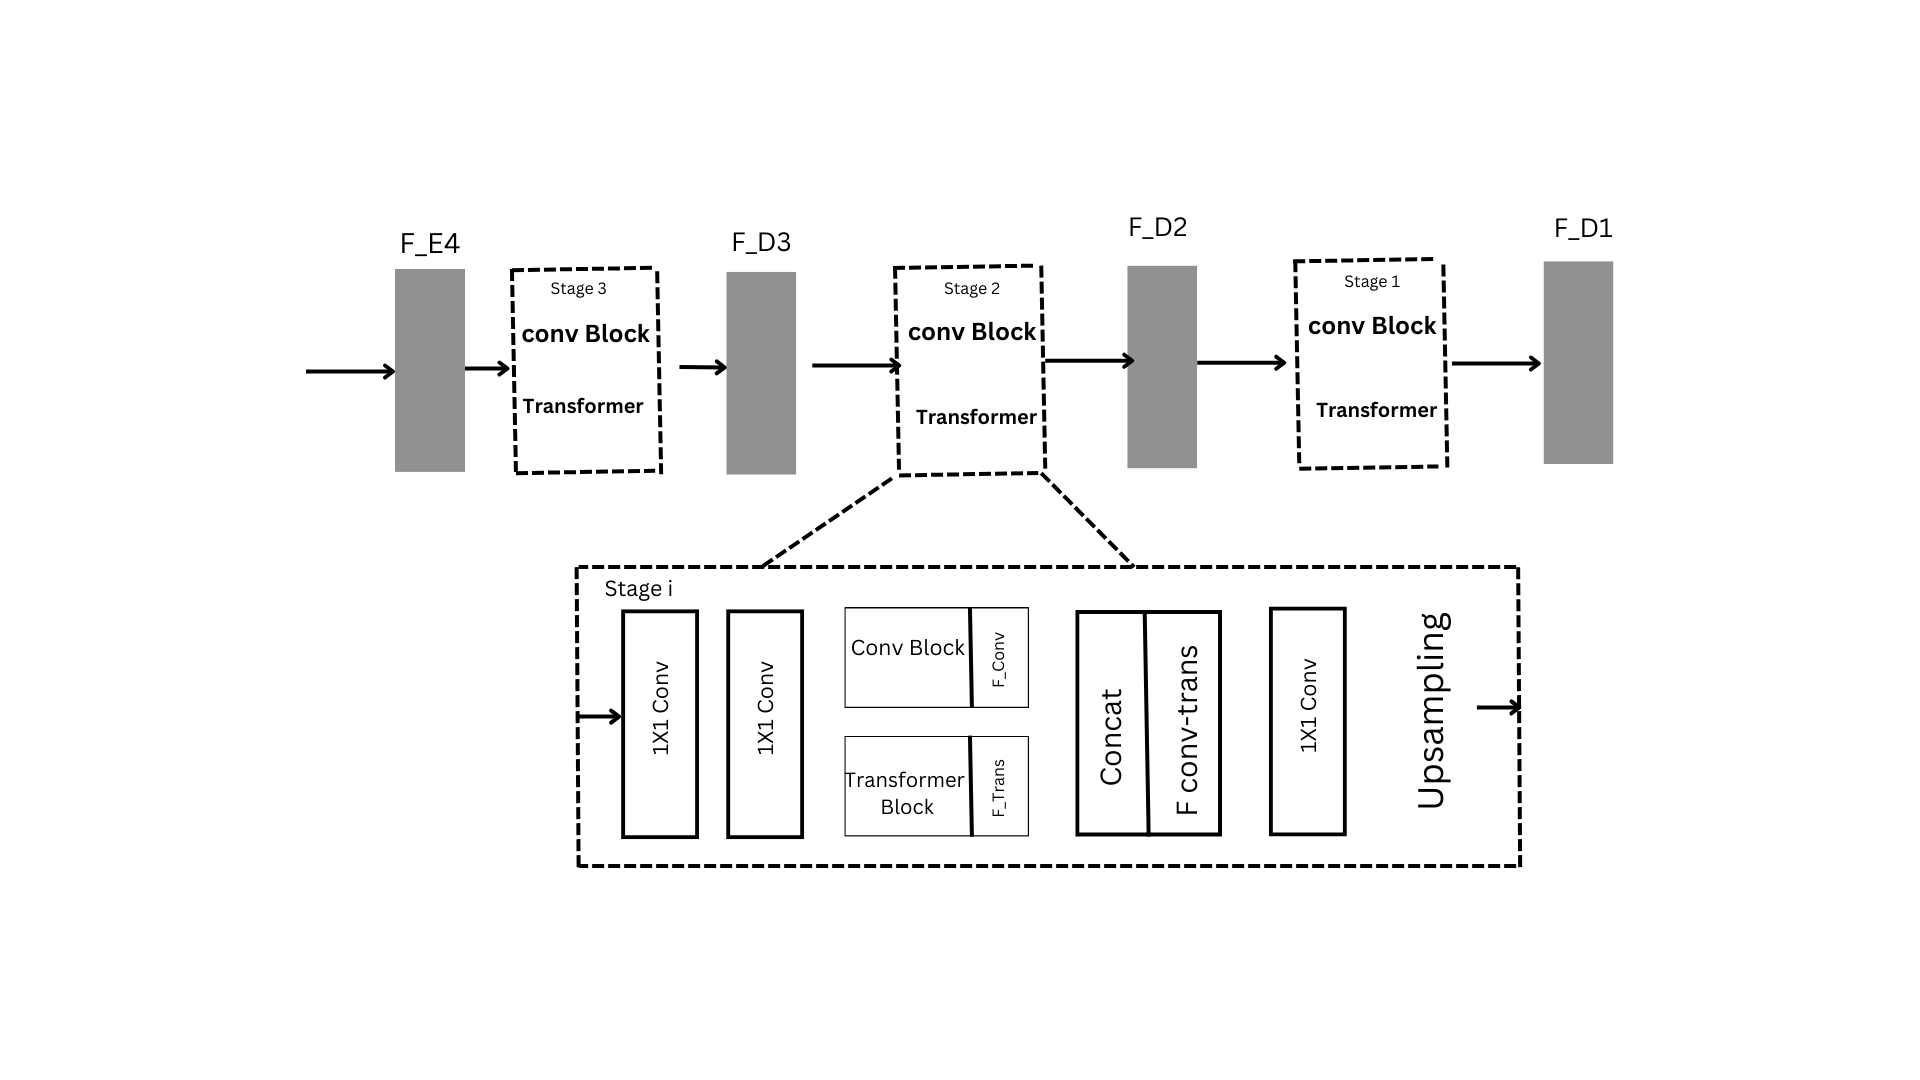 F_E4
F_D3
F_D2
F_D1
Stage 3
conv Block
Transformer
Stage 2
conv Block
Transformer
Stage 1
conv Block
Transformer
Stage i
1X1 Conv
1X1 Conv
Conv Block
F_Conv
Transformer
Block
F_Trans
Concat
F conv-trans
1X1 Conv
Upsampling